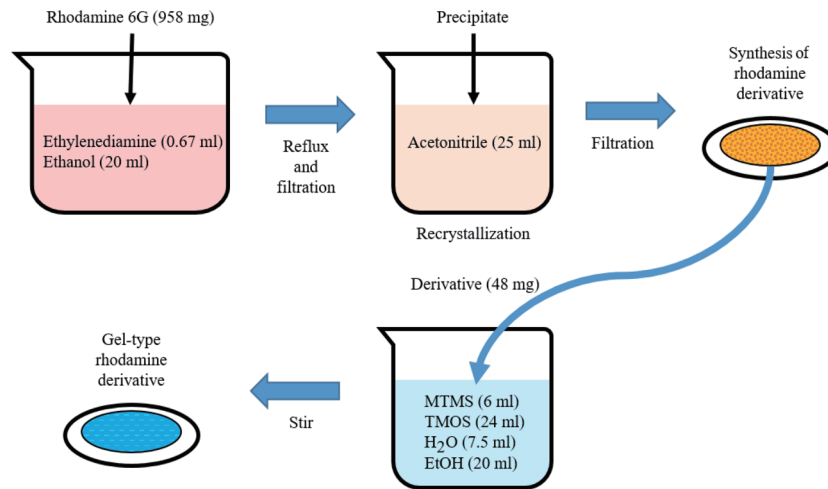 Rhodamine 6G (958 mg)
Ethylenediamine (0.67 ml)
Ethanol (20 ml)
Reflux
and
filtration
Precipitate
Acetonitrile (25 ml)
Recrystallization
Filtration
Synthesis of
rhodamine
derivative
Derivative (48 mg)
MTMS (6 ml)
TMOS (24 ml)
H₂O (7.5 ml)
EtOH (20 ml)
Stir
Gel-type
rhodamine
derivative